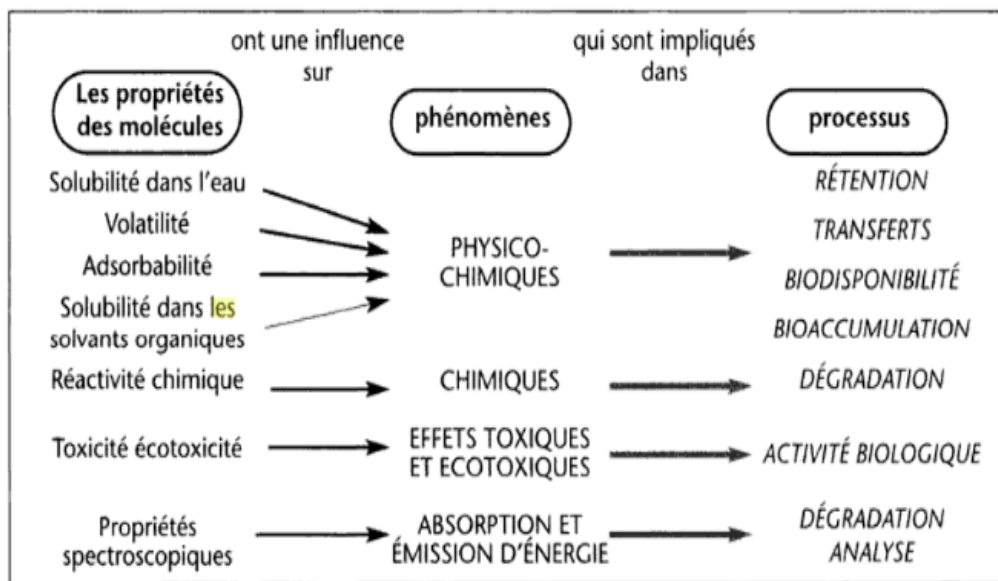 ont une influence
sur
qui sont impliqués
dans
Les propriétés
des molécules
phénomènes
processus
Solubilité dans l'eau
Volatilité
Adsorbabilité
Solubilité dans les
solvants organiques
PHYSICO-
CHIMIQUES
RÉTENTION
TRANSFERTS
BIODISPONIBILITÉ
BIOACCUMULATION
Réactivité chimique
CHIMIQUES
DÉGRADATION
Toxicité écotoxicité
EFFETS TOXIQUES
ET ECOTOXIQUES
ACTIVITÉ BIOLOGIQUE
Propriétés
spectroscopiques
ABSORPTION ET
ÉMISSION D'ÉNERGIE
DÉGRADATION
ANALYSE